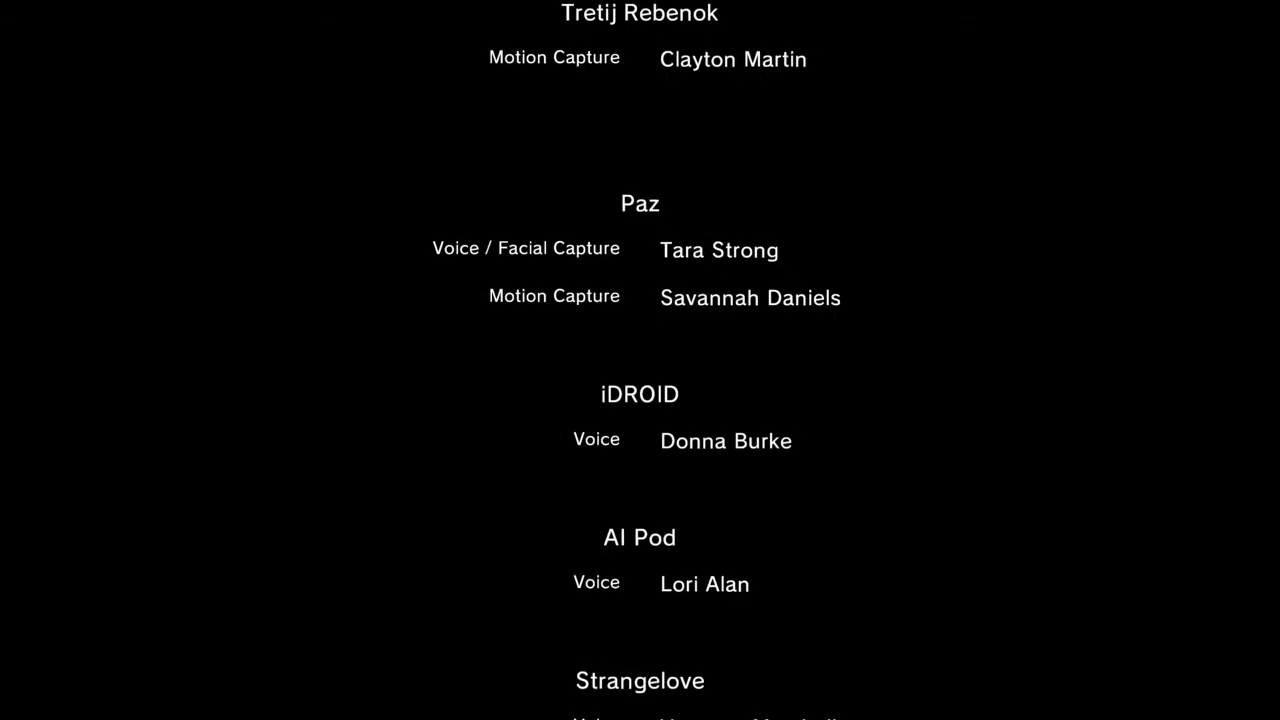 Tretij Rebenok
Motion Capture Clayton Martin
Paz
Voice / Facial Capture Tara Strong
Motion Capture Savannah Daniels
iDROID
Voice Donna Burke
AI Pod
Voice Lori Alan
Strangelove